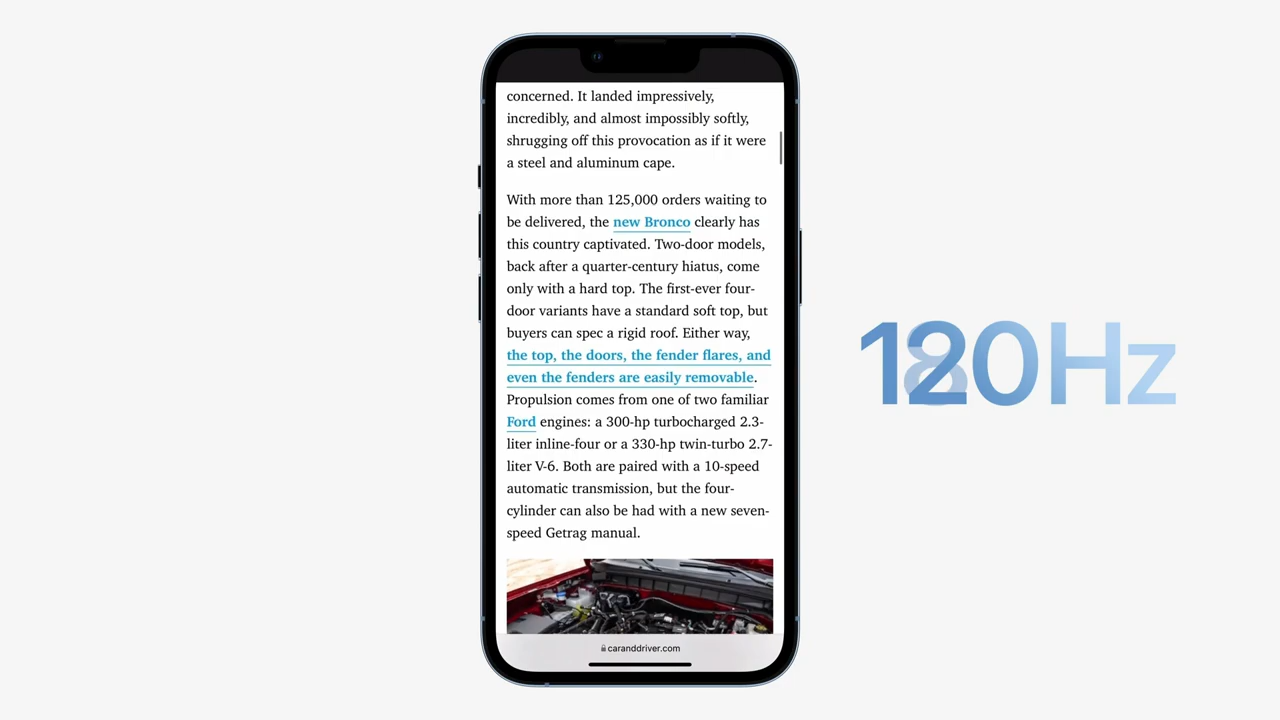 concerned. It landed impressively,
incredibly, and almost impossibly softly,
shrugging off this provocation as if it were
a steel and aluminum cape.
With more than 125,000 orders waiting to
be delivered, the new Bronco clearly has
this country captivated. Two-door models,
back after a quarter-century hiatus, come
only with a hard top. The first-ever four-
door variants have a standard soft top, but
buyers can spec a rigid roof. Either way,
the top, the doors, the fender flares, and
even the fenders are easily removable.
Propulsion comes from one of two familiar
Ford engines: a 300-hp turbocharged 2.3-
liter inline-four or a 330-hp twin-turbo 2.7-
liter V-6. Both are paired with a 10-speed
automatic transmission, but the four-
cylinder can also be had with a new seven-
speed Getrag manual.
caranddriver.com
120Hz